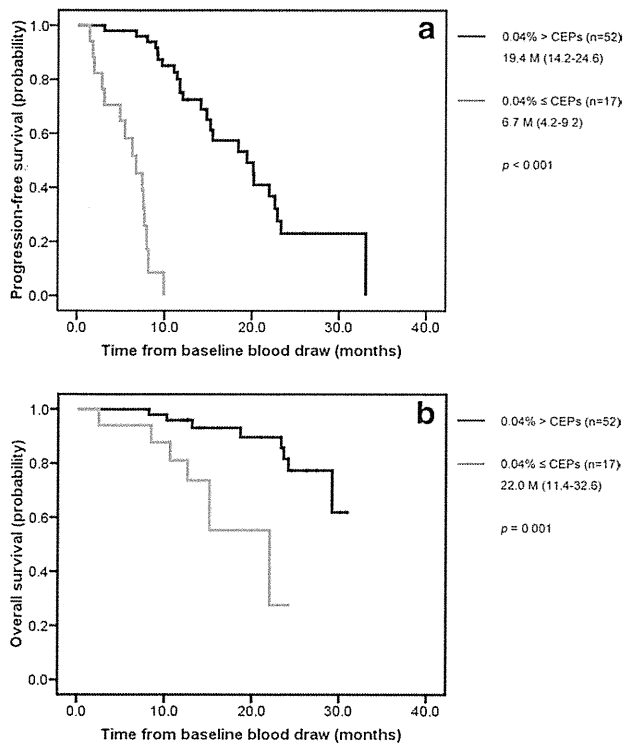 a
Progression-free survival (probability)
1.0
0.8
0.6
0.4
0.2
0.0
0.0 10.0 20.0 30.0 40.0
Time from baseline blood draw (months)
0.04% > CEPs (n=52)
19.4 M (14.2-24.6)
0.04% ≤ CEPs (n=17)
6.7 M (4.2-9.2)
p < 0 001
b
Overall survival (probability)
1.0
0.8
0.6
0.4
0.2
0.0
0.0 10.0 20.0 30.0 40.0
Time from baseline blood draw (months)
0.04% > CEPs (n=52)
0.04% ≤ CEPs (n=17)
22.0 M (11.4-32.6)
p = 0 001